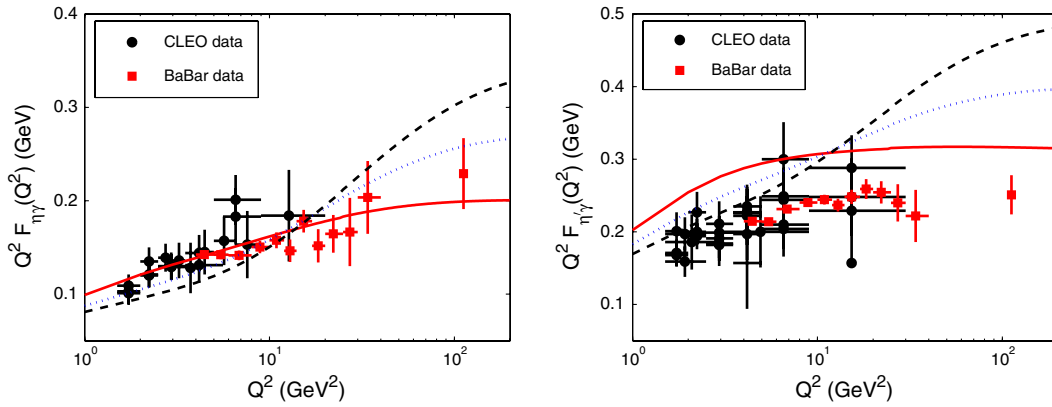 0.4
0.3
0.2
0.1
Q² F_ηγ(Q²) (GeV)
CLEO data
BaBar data
10⁰
10¹
10²
Q² (GeV²)
0.5
0.4
0.3
0.2
0.1
Q² F_η′γ(Q²) (GeV)
CLEO data
BaBar data
10⁰
10¹
10²
Q² (GeV²)